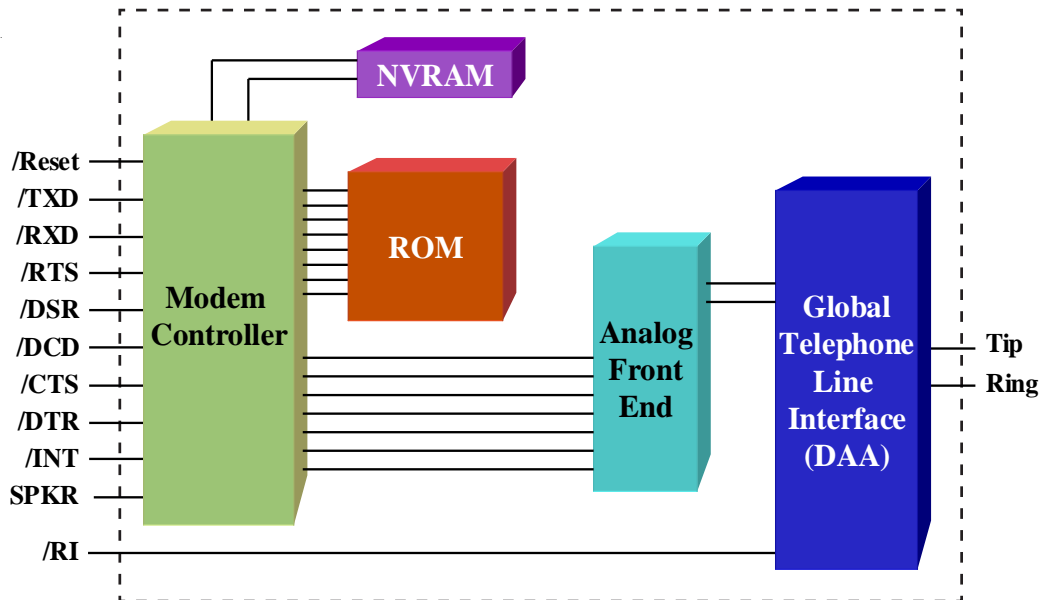 NVRAM
/Reset
/TXD
/RXD
/RTS
/DSR
/DCD
/CTS
/DTR
/INT
SPKR
/RI
Modem
Controller
ROM
Analog
Front
End
Global
Telephone
Line
Interface
(DAA)
Tip
Ring